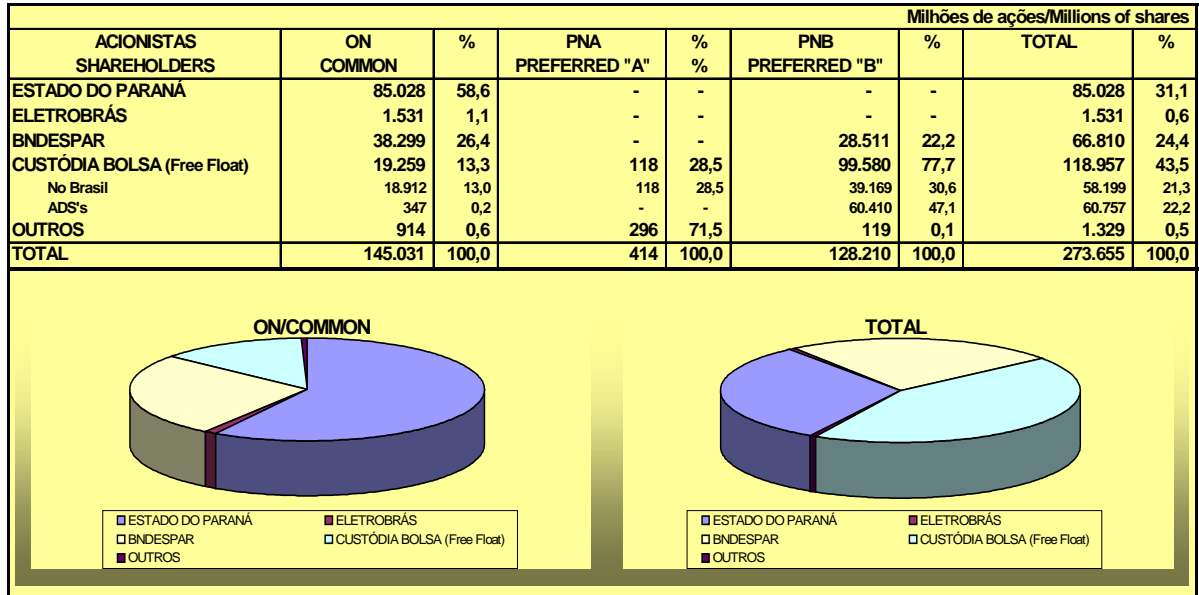 Milhões de ações/Millions of shares
ACIONISTAS ON % PNA % PNB % TOTAL %
SHAREHOLDERS COMMON PREFERRED "A" % PREFERRED "B"
ESTADO DO PARANÁ 85.028 58,6 - - - - 85.028 31,1
ELETROBRÁS 1.531 1,1 - - - - 1.531 0,6
BNDESPAR 38.299 26,4 - - 28.511 22,2 66.810 24,4
CUSTÓDIA BOLSA (Free Float) 19.259 13,3 118 28,5 99.580 77,7 118.957 43,5
No Brasil 18.912 13,0 118 28,5 39.169 30,6 58.199 21,3
ADS's 347 0,2 - - 60.410 47,1 60.757 22,2
OUTROS 914 0,6 296 71,5 119 0,1 1.329 0,5
TOTAL 145.031 100,0 414 100,0 128.210 100,0 273.655 100,0
ON/COMMON
ESTADO DO PARANÁ ELETROBRÁS
BNDESPAR CUSTÓDIA BOLSA (Free Float)
OUTROS
TOTAL
ESTADO DO PARANÁ ELETROBRÁS
BNDESPAR CUSTÓDIA BOLSA (Free Float)
OUTROS